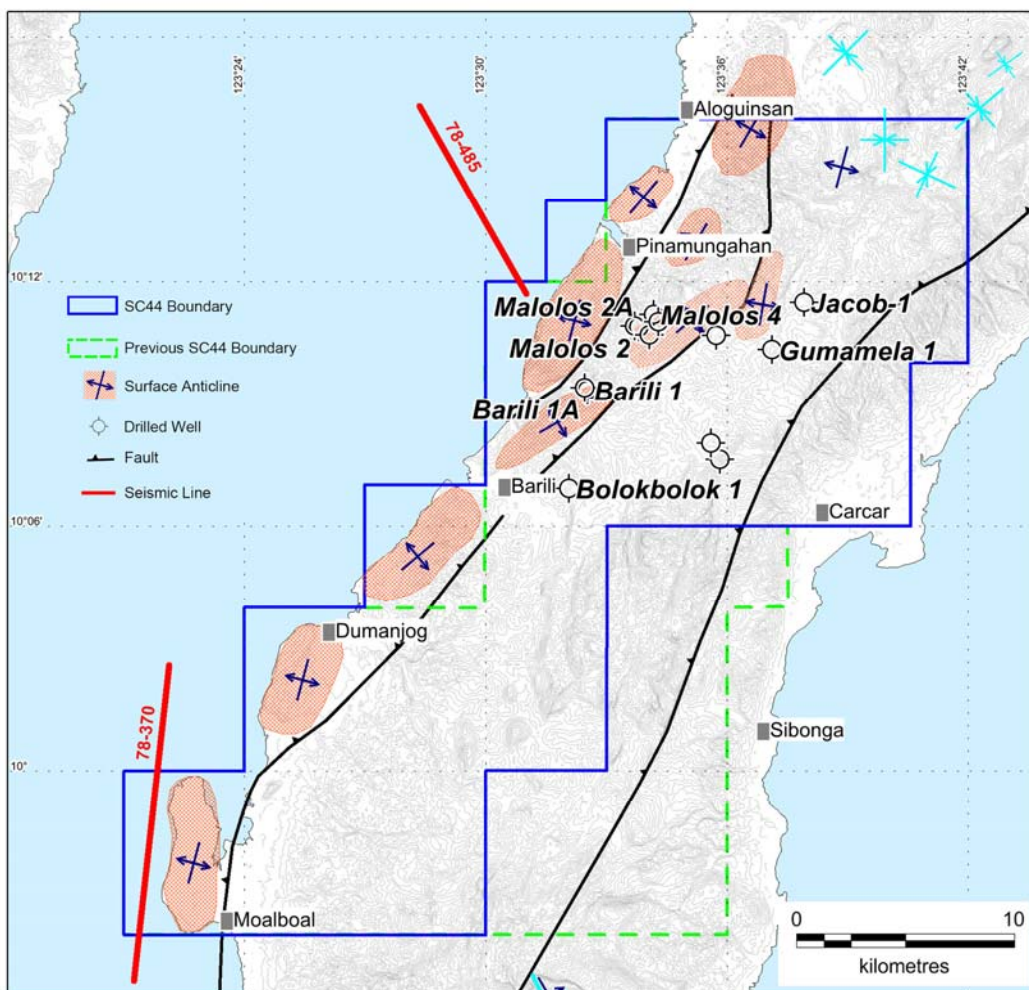 123°24'
123°30'
123°36'
123°42'
Aloguinsan
78-485
Pinamungahan
10°12'
SC44 Boundary
Previous SC44 Boundary
Surface Anticline
Drilled Well
Fault
Seismic Line
Malolos 2A
Malolos 4
Jacob-1
Malolos 2
Gumamela 1
Barili 1
Barili 1A
Barili
Bolokbolok 1
Carcar
10°06'
Dumanjog
78-370
Sibonga
10°
Moalboal
0 10
kilometres